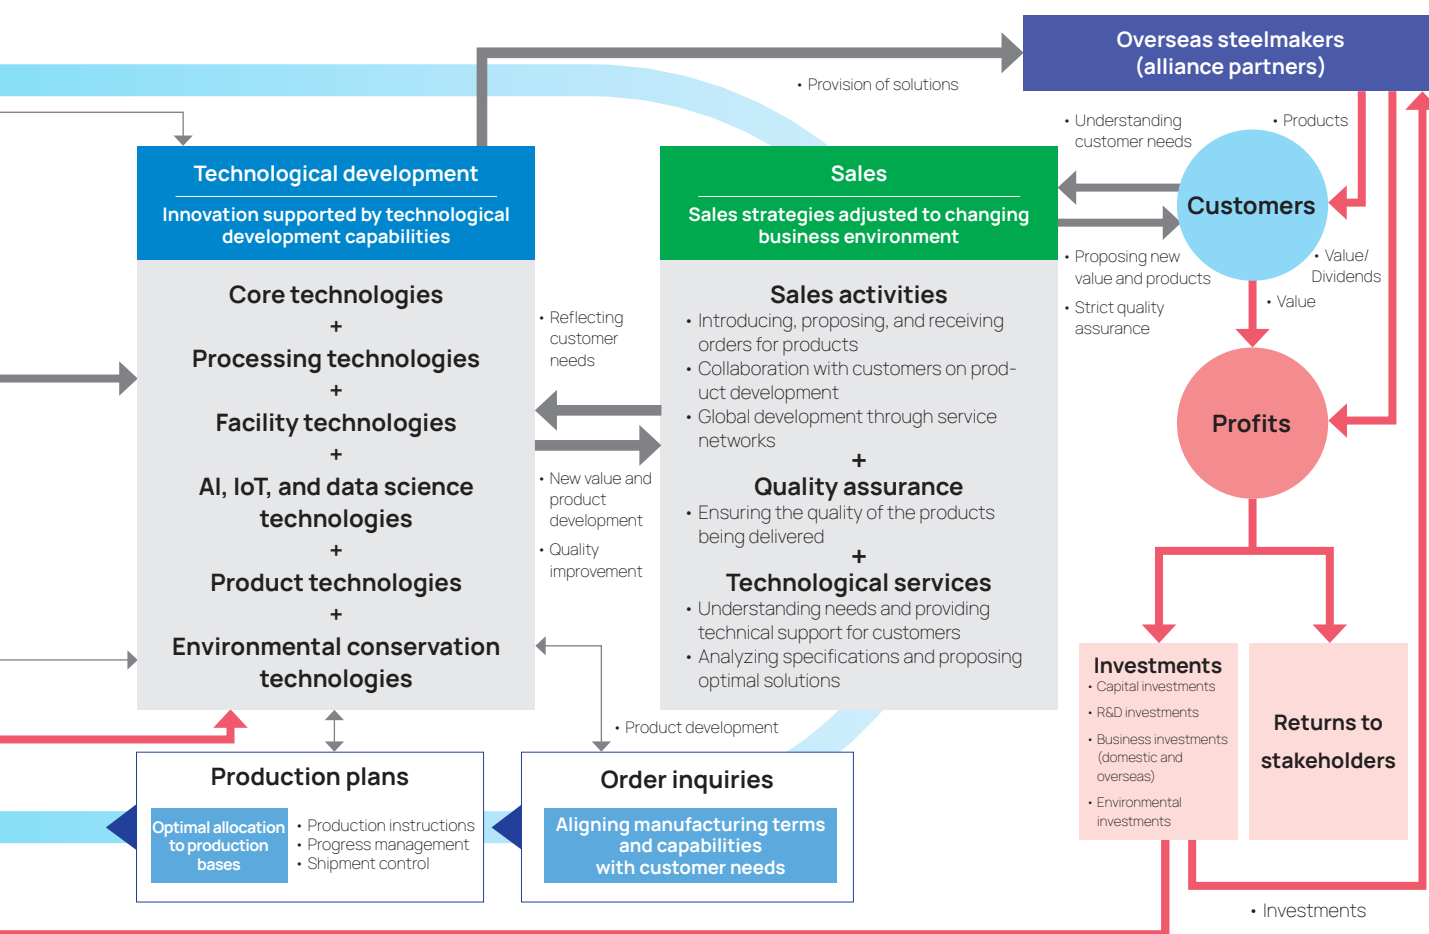 Overseas steelmakers
(alliance partners)
• Provision of solutions
• Understanding
customer needs
• Products
Technological development
Innovation supported by technological
development capabilities
Core technologies
+
Processing technologies
+
Facility technologies
+
AI, IoT, and data science
technologies
+
Product technologies
+
Environmental conservation
technologies
• Reflecting
customer
needs
• New value and
product
development
• Quality
improvement
Sales
Sales strategies adjusted to changing
business environment
Sales activities
• Introducing, proposing, and receiving
orders for products
• Collaboration with customers on prod-
uct development
• Global development through service
networks
+
Quality assurance
• Ensuring the quality of the products
being delivered
+
Technological services
• Understanding needs and providing
technical support for customers
• Analyzing specifications and proposing
optimal solutions
Customers
• Proposing new
value and products
• Strict quality
assurance
• Value/
Dividends
• Value
Profits
Investments
• Capital investments
• R&D investments
• Business investments
(domestic and
overseas)
• Environmental
investments
Returns to
stakeholders
• Investments
• Product development
Production plans
Optimal allocation
to production
bases
• Production instructions
• Progress management
• Shipment control
Order inquiries
Aligning manufacturing terms
and capabilities
with customer needs